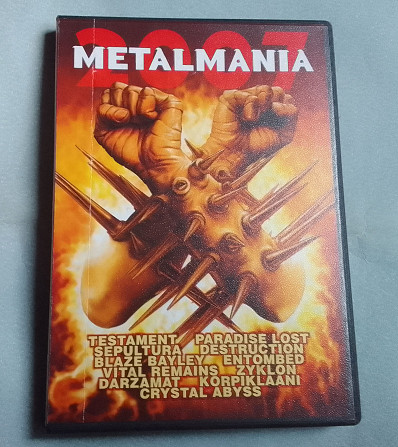 2007
METALMANIA
TESTAMENT PARADISE LOST
SEPULTURA DESTRUCTION
BLAZE BAYLEY ENTOMBED
VITAL REMAINS ZYKLON
DARZAMAT KORPIKLAANI
CRYSTAL ABYSS